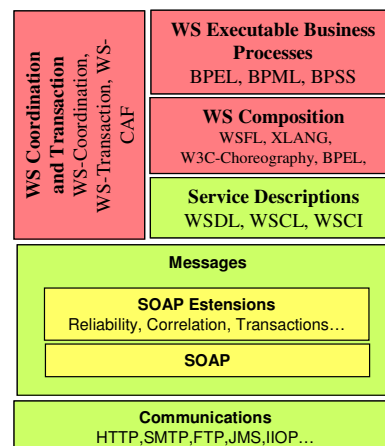 WS Coordination
and Transaction
WS-Coordination,
WS-Transaction, WS-
CAF
WS Executable Business
Processes
BPEL, BPML, BPSS
WS Composition
WSFL, XLANG,
W3C-Choreography, BPEL,
Service Descriptions
WSDL, WSCL, WSCI
Messages
SOAP Estensions
Reliability, Correlation, Transactions…
SOAP
Communications
HTTP,SMTP,FTP,JMS,IIOP…